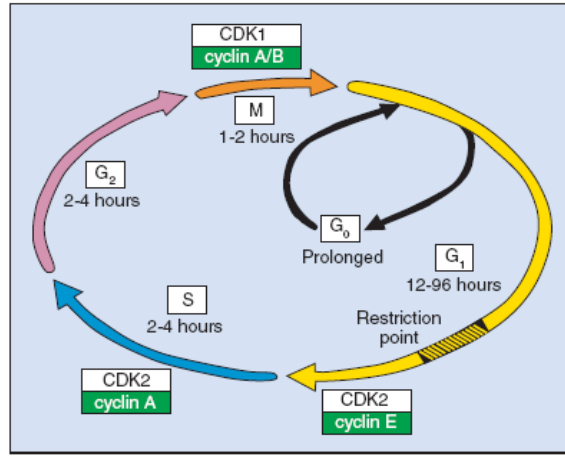 CDK1
cyclin A/B
M
1-2 hours
G2
2-4 hours
G0
Prolonged
G1
12-96 hours
S
2-4 hours
Restriction
point
CDK2
cyclin A
CDK2
cyclin E